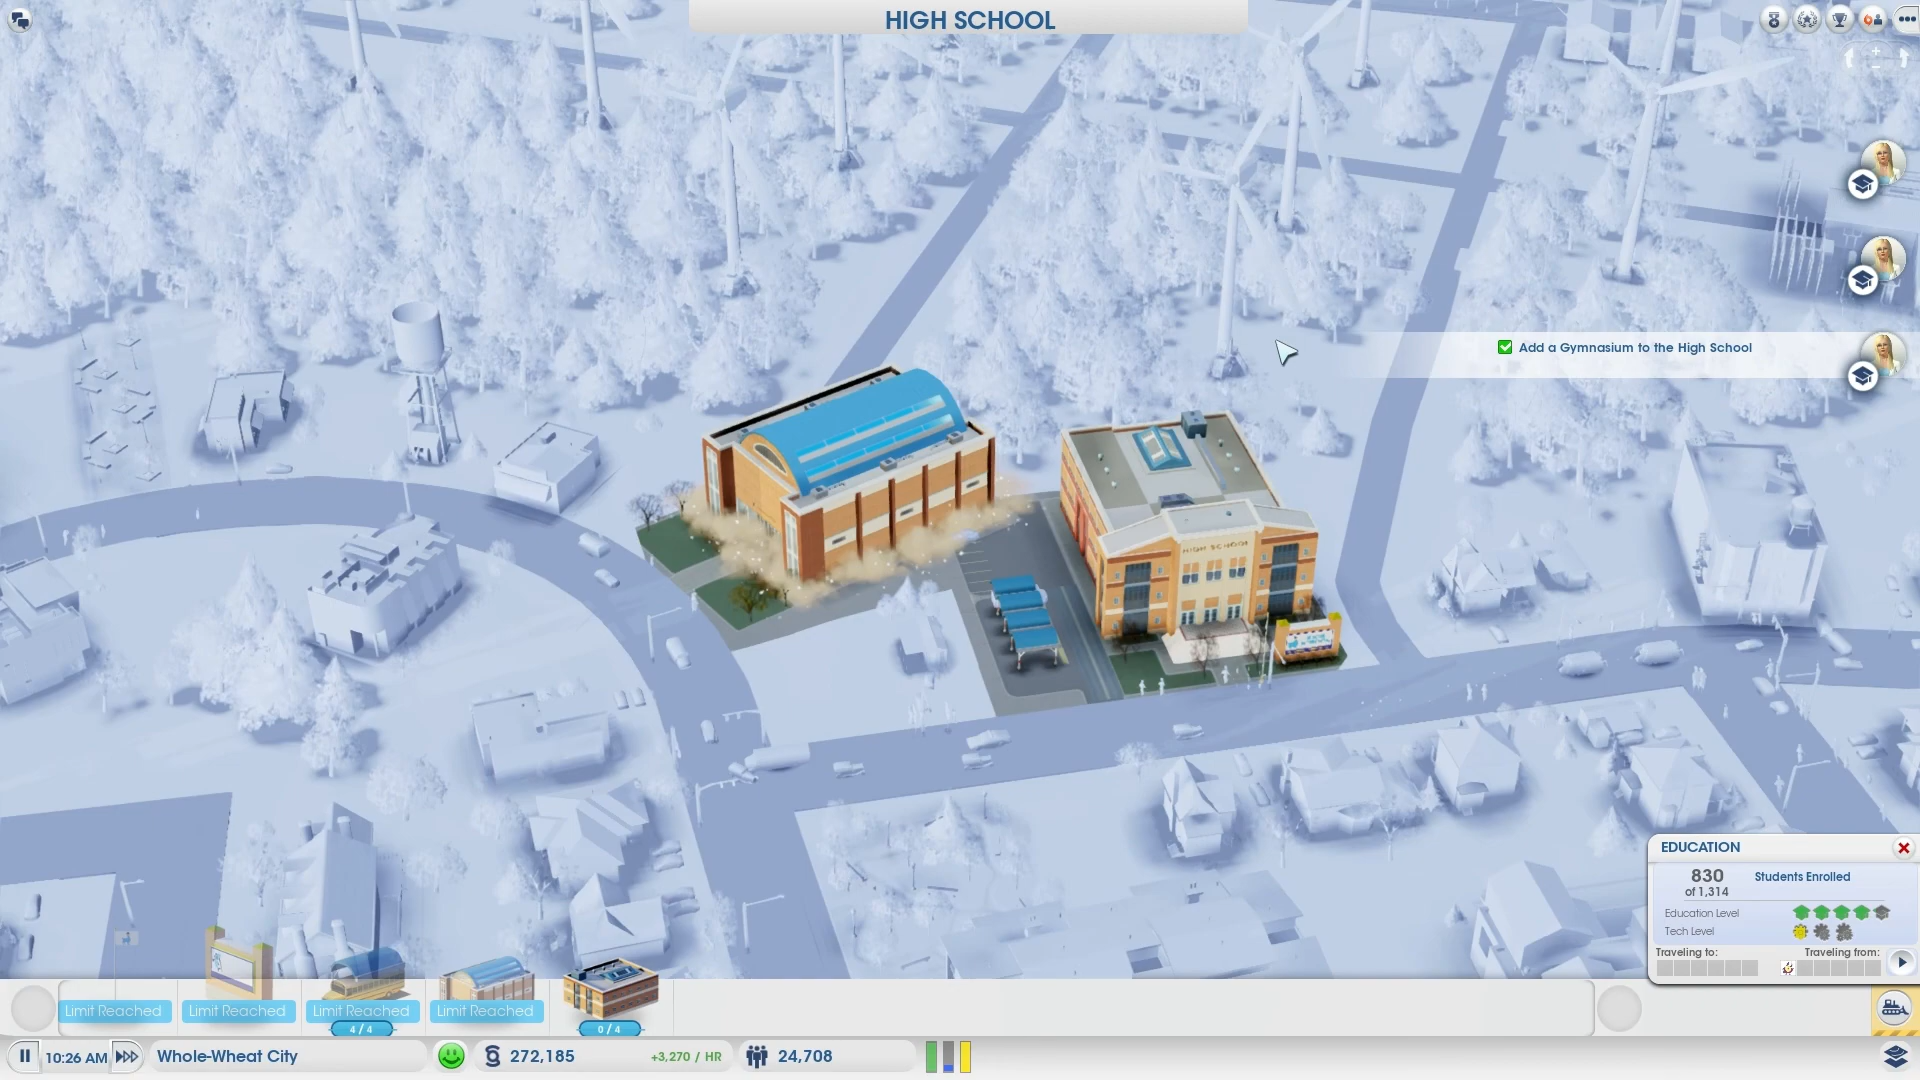 HIGH SCHOOL
Add a Gymnasium to the High School
HIGH SCHOOL
EDUCATION
830
of 1,314
Students Enrolled
Education Level
Tech Level
Traveling to:
Traveling from:
Limit Reached
Limit Reached
Limit Reached
Limit Reached
4 / 4
0 / 4
10:26 AM
Whole-Wheat City
272,185
+3,270 / HR
24,708